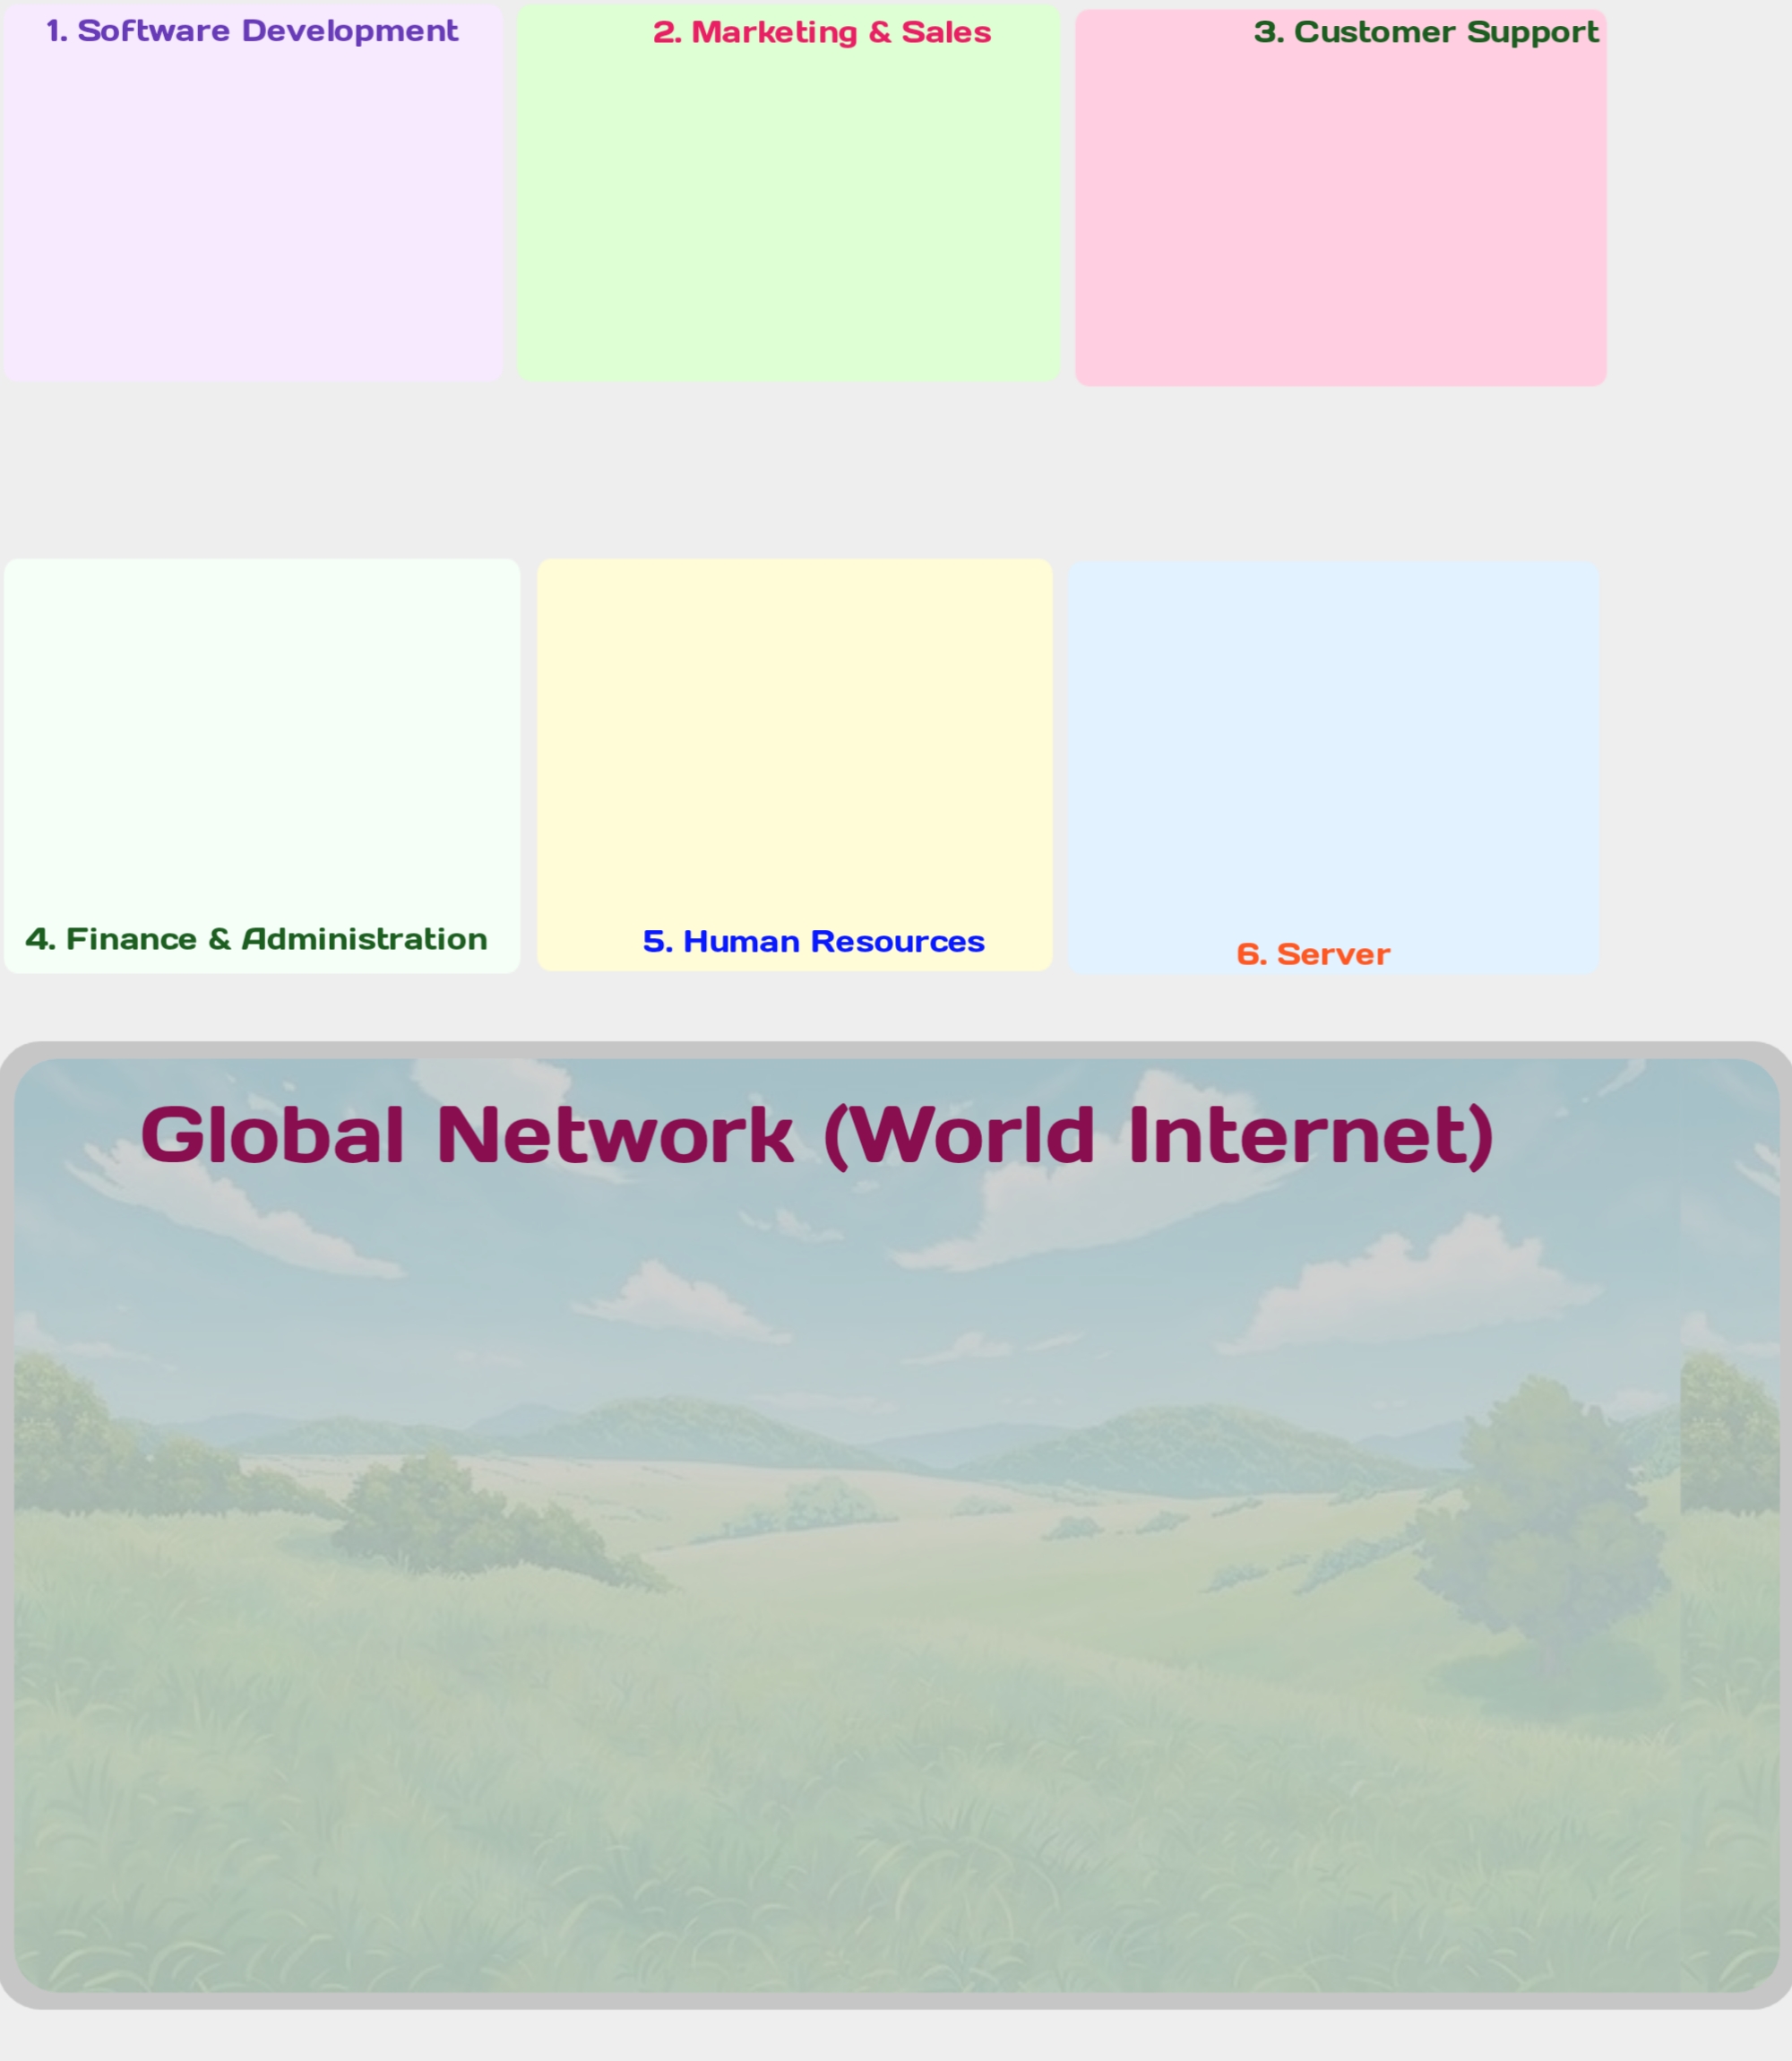 1. Software Development
2. Marketing & Sales
3. Customer Support
4. Finance & Administration
5. Human Resources
6. Server
Global Network (World Internet)